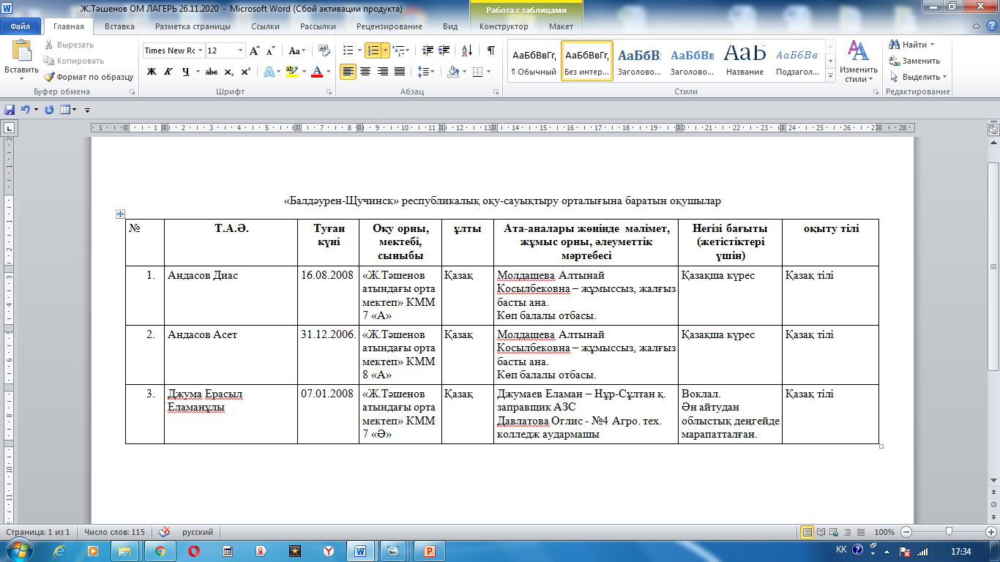 Ж.Тәшенов ОМ ЛАГЕРЬ 26.11.2020 - Microsoft Word (Сбой активации продукта)
Работа с таблицами
Файл Главная Вставка Разметка страницы Ссылки Рассылки Рецензирование Вид Конструктор Макет
Вставить
Вырезать
Копировать
Формат по образцу
Буфер обмена
Times New Ro 12
Шрифт
Абзац
АаБбВвГг, АаБбВвГг, АаБбВ АаБбВв АаБ АаБбВв.
¶ Обычный Без интер... Заголово... Заголово... Название Подзагол...
Стили
Изменить стили
Найти
Заменить
Выделить
Редактирование
«Балдәурен-Щучинск» республикалық оқу-сауықтыру орталығына баратын оқушылар
№
Т.А.Ә.
Туған
күні
Оқу орны,
мектебі,
сыныбы
ұлты
Ата-аналары жөнінде мәлімет,
жұмыс орны, әлеуметтік
мәртебесі
Негізі бағыты
(жетістіктері
үшін)
оқыту тілі
1.
Андасов Диас
16.08.2008
«Ж.Тәшенов
атындағы орта
мектеп» КММ
7 «А»
Қазақ
Молдашева Алтынай
Косылбековна – жұмыссыз, жалғыз
басты ана.
Көп балалы отбасы.
Қазақша күрес
Қазақ тілі
2.
Андасов Асет
31.12.2006.
«Ж.Тәшенов
атындағы орта
мектеп» КММ
8 «А»
Қазақ
Молдашева Алтынай
Косылбековна – жұмыссыз, жалғыз
басты ана.
Көп балалы отбасы.
Қазақша күрес
Қазақ тілі
3.
Джума Ерасыл
Еламанұлы
07.01.2008
«Ж.Тәшенов
атындағы орта
мектеп» КММ
7 «Ә»
Қазақ
Джумаев Еламан – Нұр-Сұлтан қ.
заправщик АЗС
Давлатова Оглис - №4 Агро. тех.
колледж аудармашы
Воклал.
Ән айтудан
облыстық деңгейде
марапатталған.
Қазақ тілі
Страница: 1 из 1 Число слов: 115 русский 100%
KK 17:34